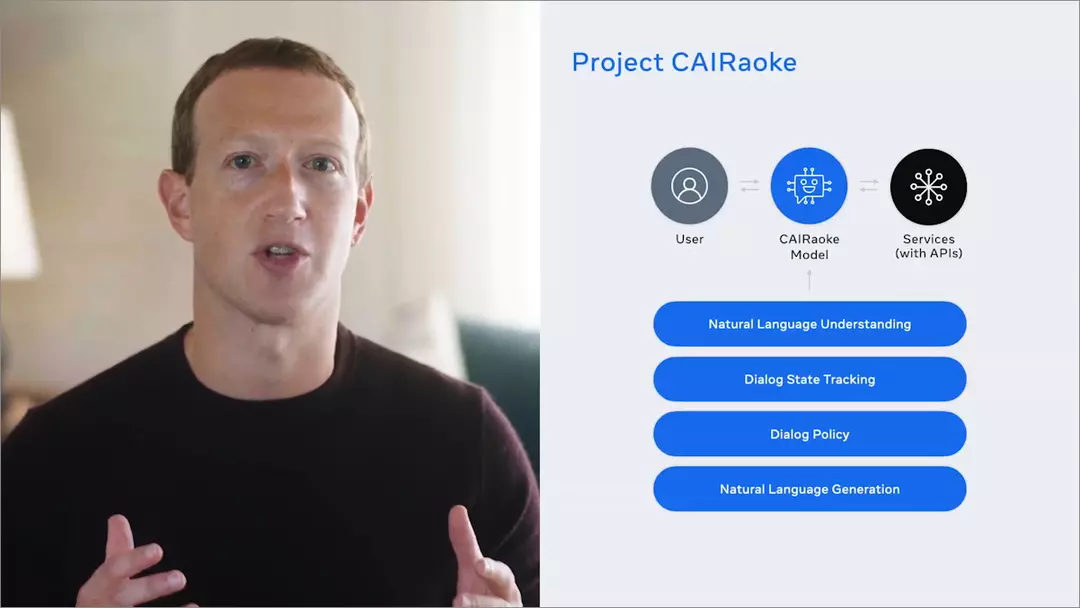 Project CAIRaoke
User
CAIRaoke
Model
Services
(with APIs)
Natural Language Understanding
Dialog State Tracking
Dialog Policy
Natural Language Generation